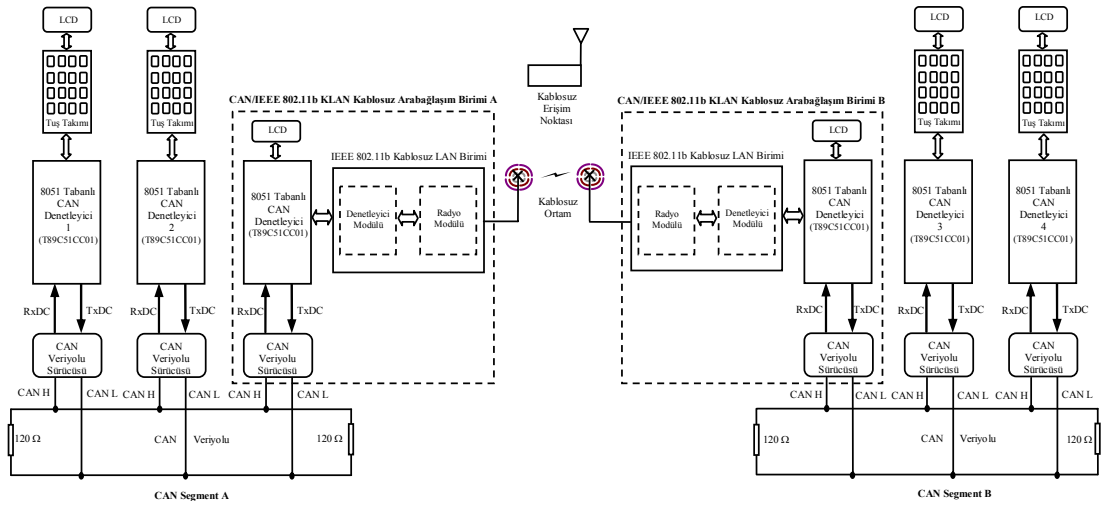 LCD
LCD
LCD
LCD
Tuş Takımı
Tuş Takımı
Tuş Takımı
Tuş Takımı
Kablosuz
Erişim
Noktası
CAN/IEEE 802.11b KLAN Kablosuz Arabağlaşım Birimi A
CAN/IEEE 802.11b KLAN Kablosuz Arabağlaşım Birimi B
LCD
LCD
IEEE 802.11b Kablosuz LAN Birimi
IEEE 802.11b Kablosuz LAN Birimi
8051 Tabanlı
CAN
Denetleyici
1
(T89C51CC01)
8051 Tabanlı
CAN
Denetleyici
2
(T89C51CC01)
8051 Tabanlı
CAN
Denetleyici
(T89C51CC01)
Denetleyici
Modülü
Radyo
Modülü
Kablosuz
Ortam
Radyo
Modülü
Denetleyici
Modülü
8051 Tabanlı
CAN
Denetleyici
(T89C51CC01)
8051 Tabanlı
CAN
Denetleyici
3
(T89C51CC01)
8051 Tabanlı
CAN
Denetleyici
4
(T89C51CC01)
RxDC
TxDC
RxDC
TxDC
RxDC
TxDC
RxDC
TxDC
RxDC
TxDC
RxDC
TxDC
CAN
Veriyolu
Sürücüsü
CAN
Veriyolu
Sürücüsü
CAN
Veriyolu
Sürücüsü
CAN
Veriyolu
Sürücüsü
CAN
Veriyolu
Sürücüsü
CAN
Veriyolu
Sürücüsü
CAN H
CAN L
CAN H
CAN L
CAN H
CAN L
CAN H
CAN L
CAN H
CAN L
CAN H
CAN L
120 Ω
CAN Veriyolu
120 Ω
120 Ω
CAN Veriyolu
120 Ω
CAN Segment A
CAN Segment B